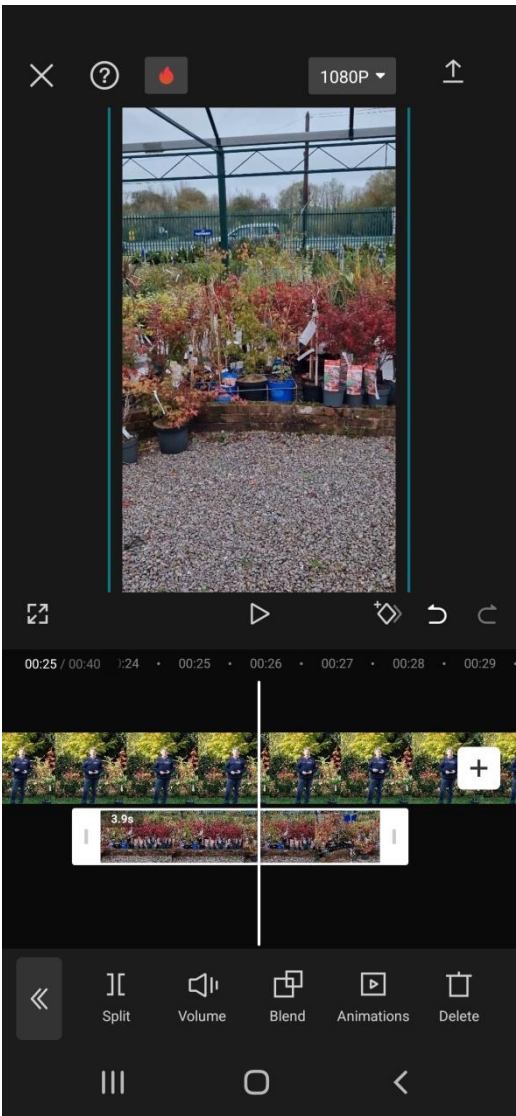 1080P
00:25 / 00:40 ):24 • 00:25 • 00:26 • 00:27 • 00:28 • 00:29
3.9s
Split Volume Blend Animations Delete